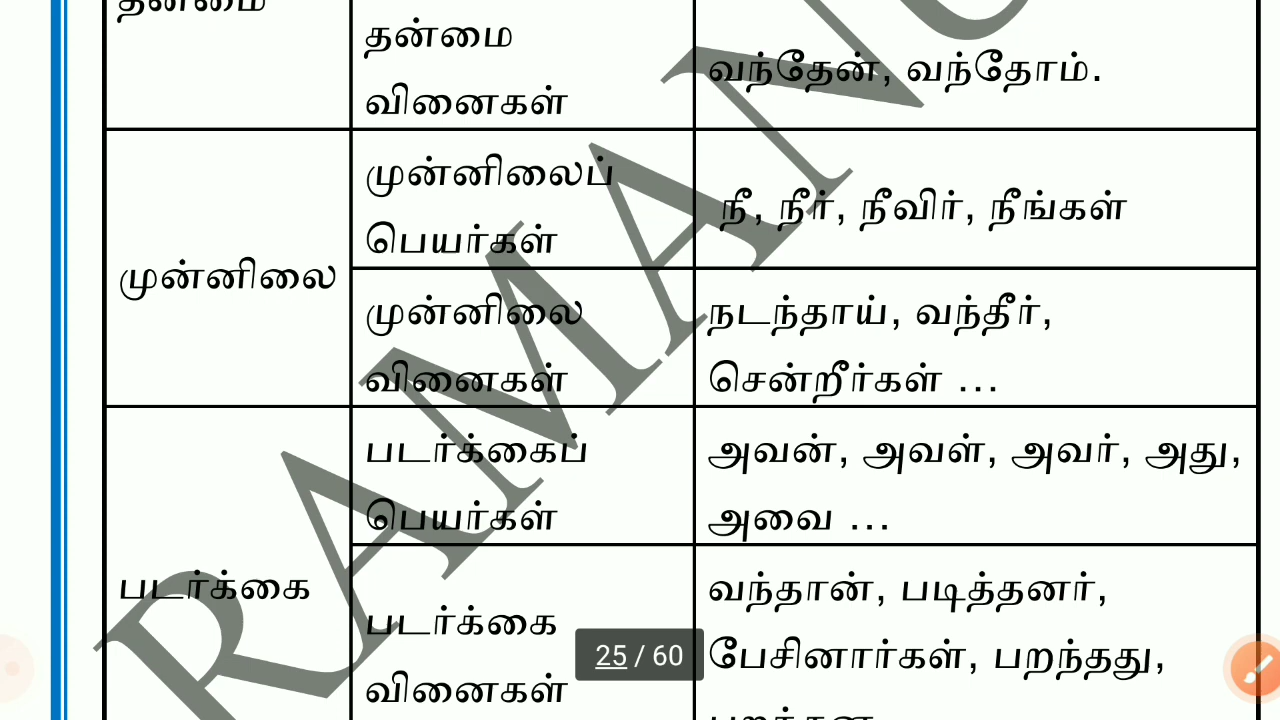 தன்மை
தன்மை
வினைகள்
வந்தேன், வந்தோம்.
முன்னிலை
முன்னிலைப்
பெயர்கள்
நீ, நீர், நீவிர், நீங்கள்
முன்னிலை
வினைகள்
நடந்தாய், வந்தீர்,
சென்றீர்கள் ...
படர்க்கை
படர்க்கைப்
பெயர்கள்
அவன், அவள், அவர், அது,
அவை ...
படர்க்கை
வினைகள்
வந்தான், படித்தனர்,
பேசினார்கள், பறந்தது,
25 / 60